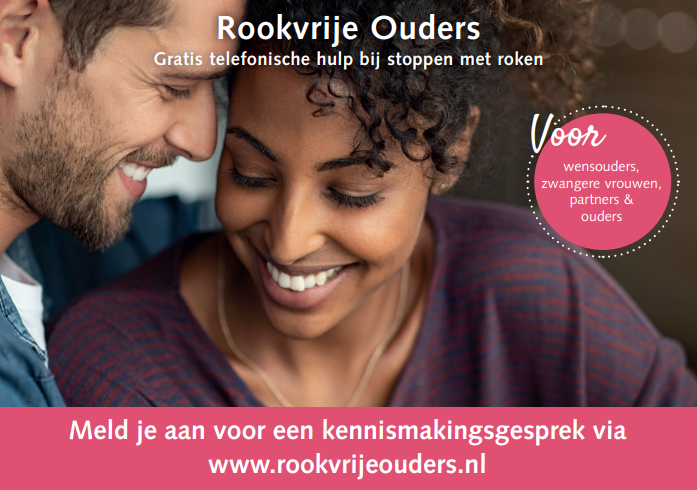 Rookvrije Ouders
Gratis telefonische hulp bij stoppen met roken
Voor
wensouders,
zwangere vrouwen,
partners &
ouders
Meld je aan voor een kennismakingsgesprek via
www.rookvrijeouders.nl